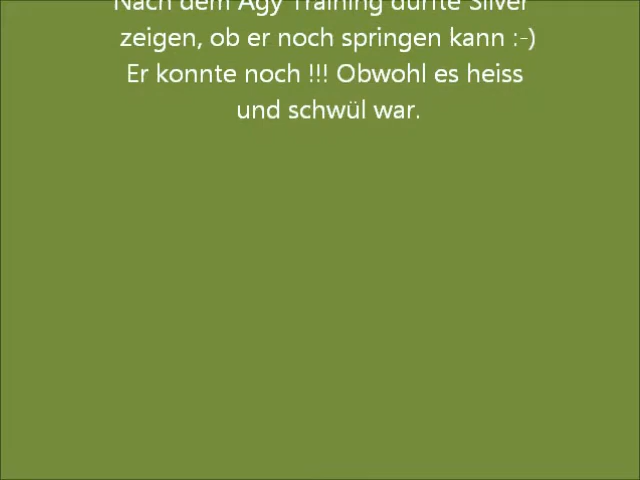 Nach dem Agy Training durfte Silver
zeigen, ob er noch springen kann :-)
Er konnte noch !!! Obwohl es heiss
und schwül war.